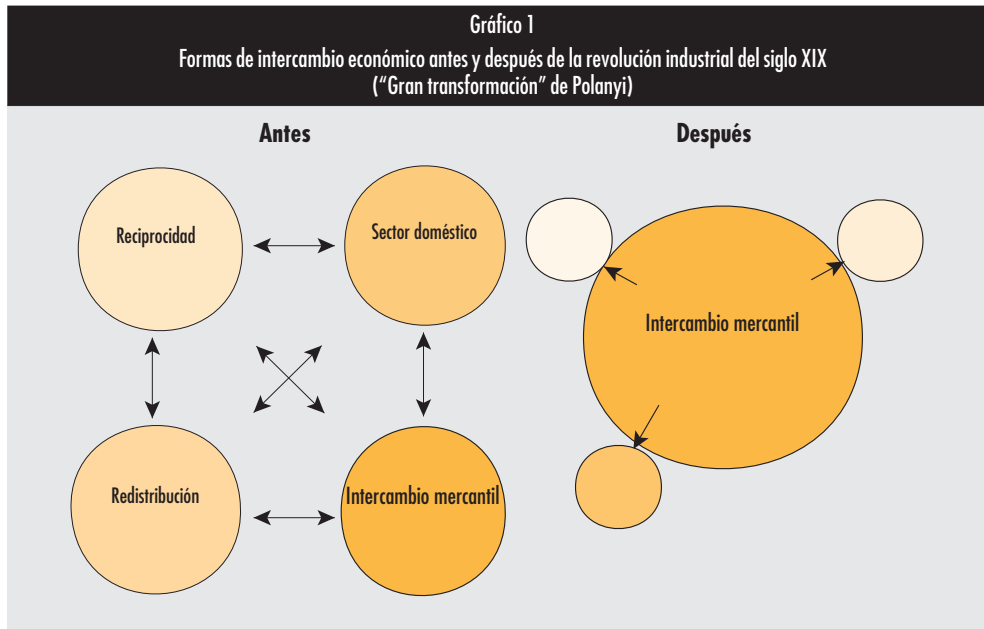 Gráfico 1
Formas de intercambio económico antes y después de la revolución industrial del siglo XIX
("Gran transformación" de Polanyi)
Antes
Después
Reciprocidad
Sector doméstico
Redistribución
Intercambio mercantil
Intercambio mercantil